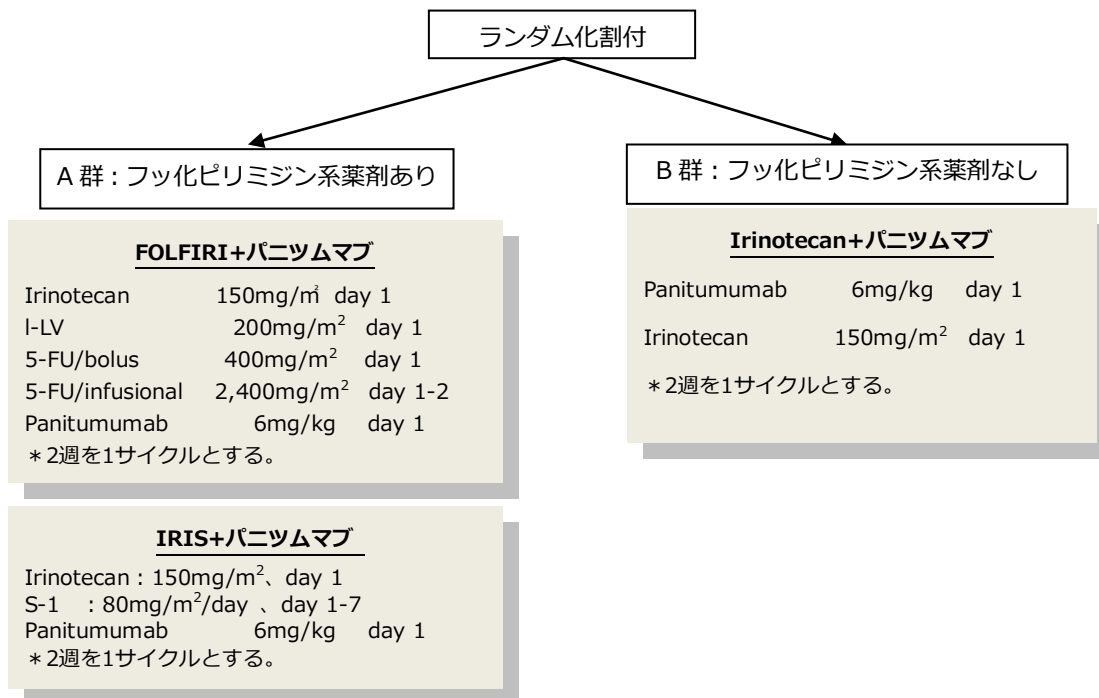 ランダム化割付
A 群：フッ化ピリミジン系薬剤あり
FOLFIRI+パニツムマブ
Irinotecan 150mg/㎡ day 1
l-LV 200mg/m² day 1
5-FU/bolus 400mg/m² day 1
5-FU/infusional 2,400mg/m² day 1-2
Panitumumab 6mg/kg day 1
＊2週を1サイクルとする。
IRIS+パニツムマブ
Irinotecan：150mg/m²、day 1
S-1 ：80mg/m²/day 、day 1-7
Panitumumab 6mg/kg day 1
＊2週を1サイクルとする。
B 群：フッ化ピリミジン系薬剤なし
Irinotecan+パニツムマブ
Panitumumab 6mg/kg day 1
Irinotecan 150mg/m² day 1
＊2週を1サイクルとする。